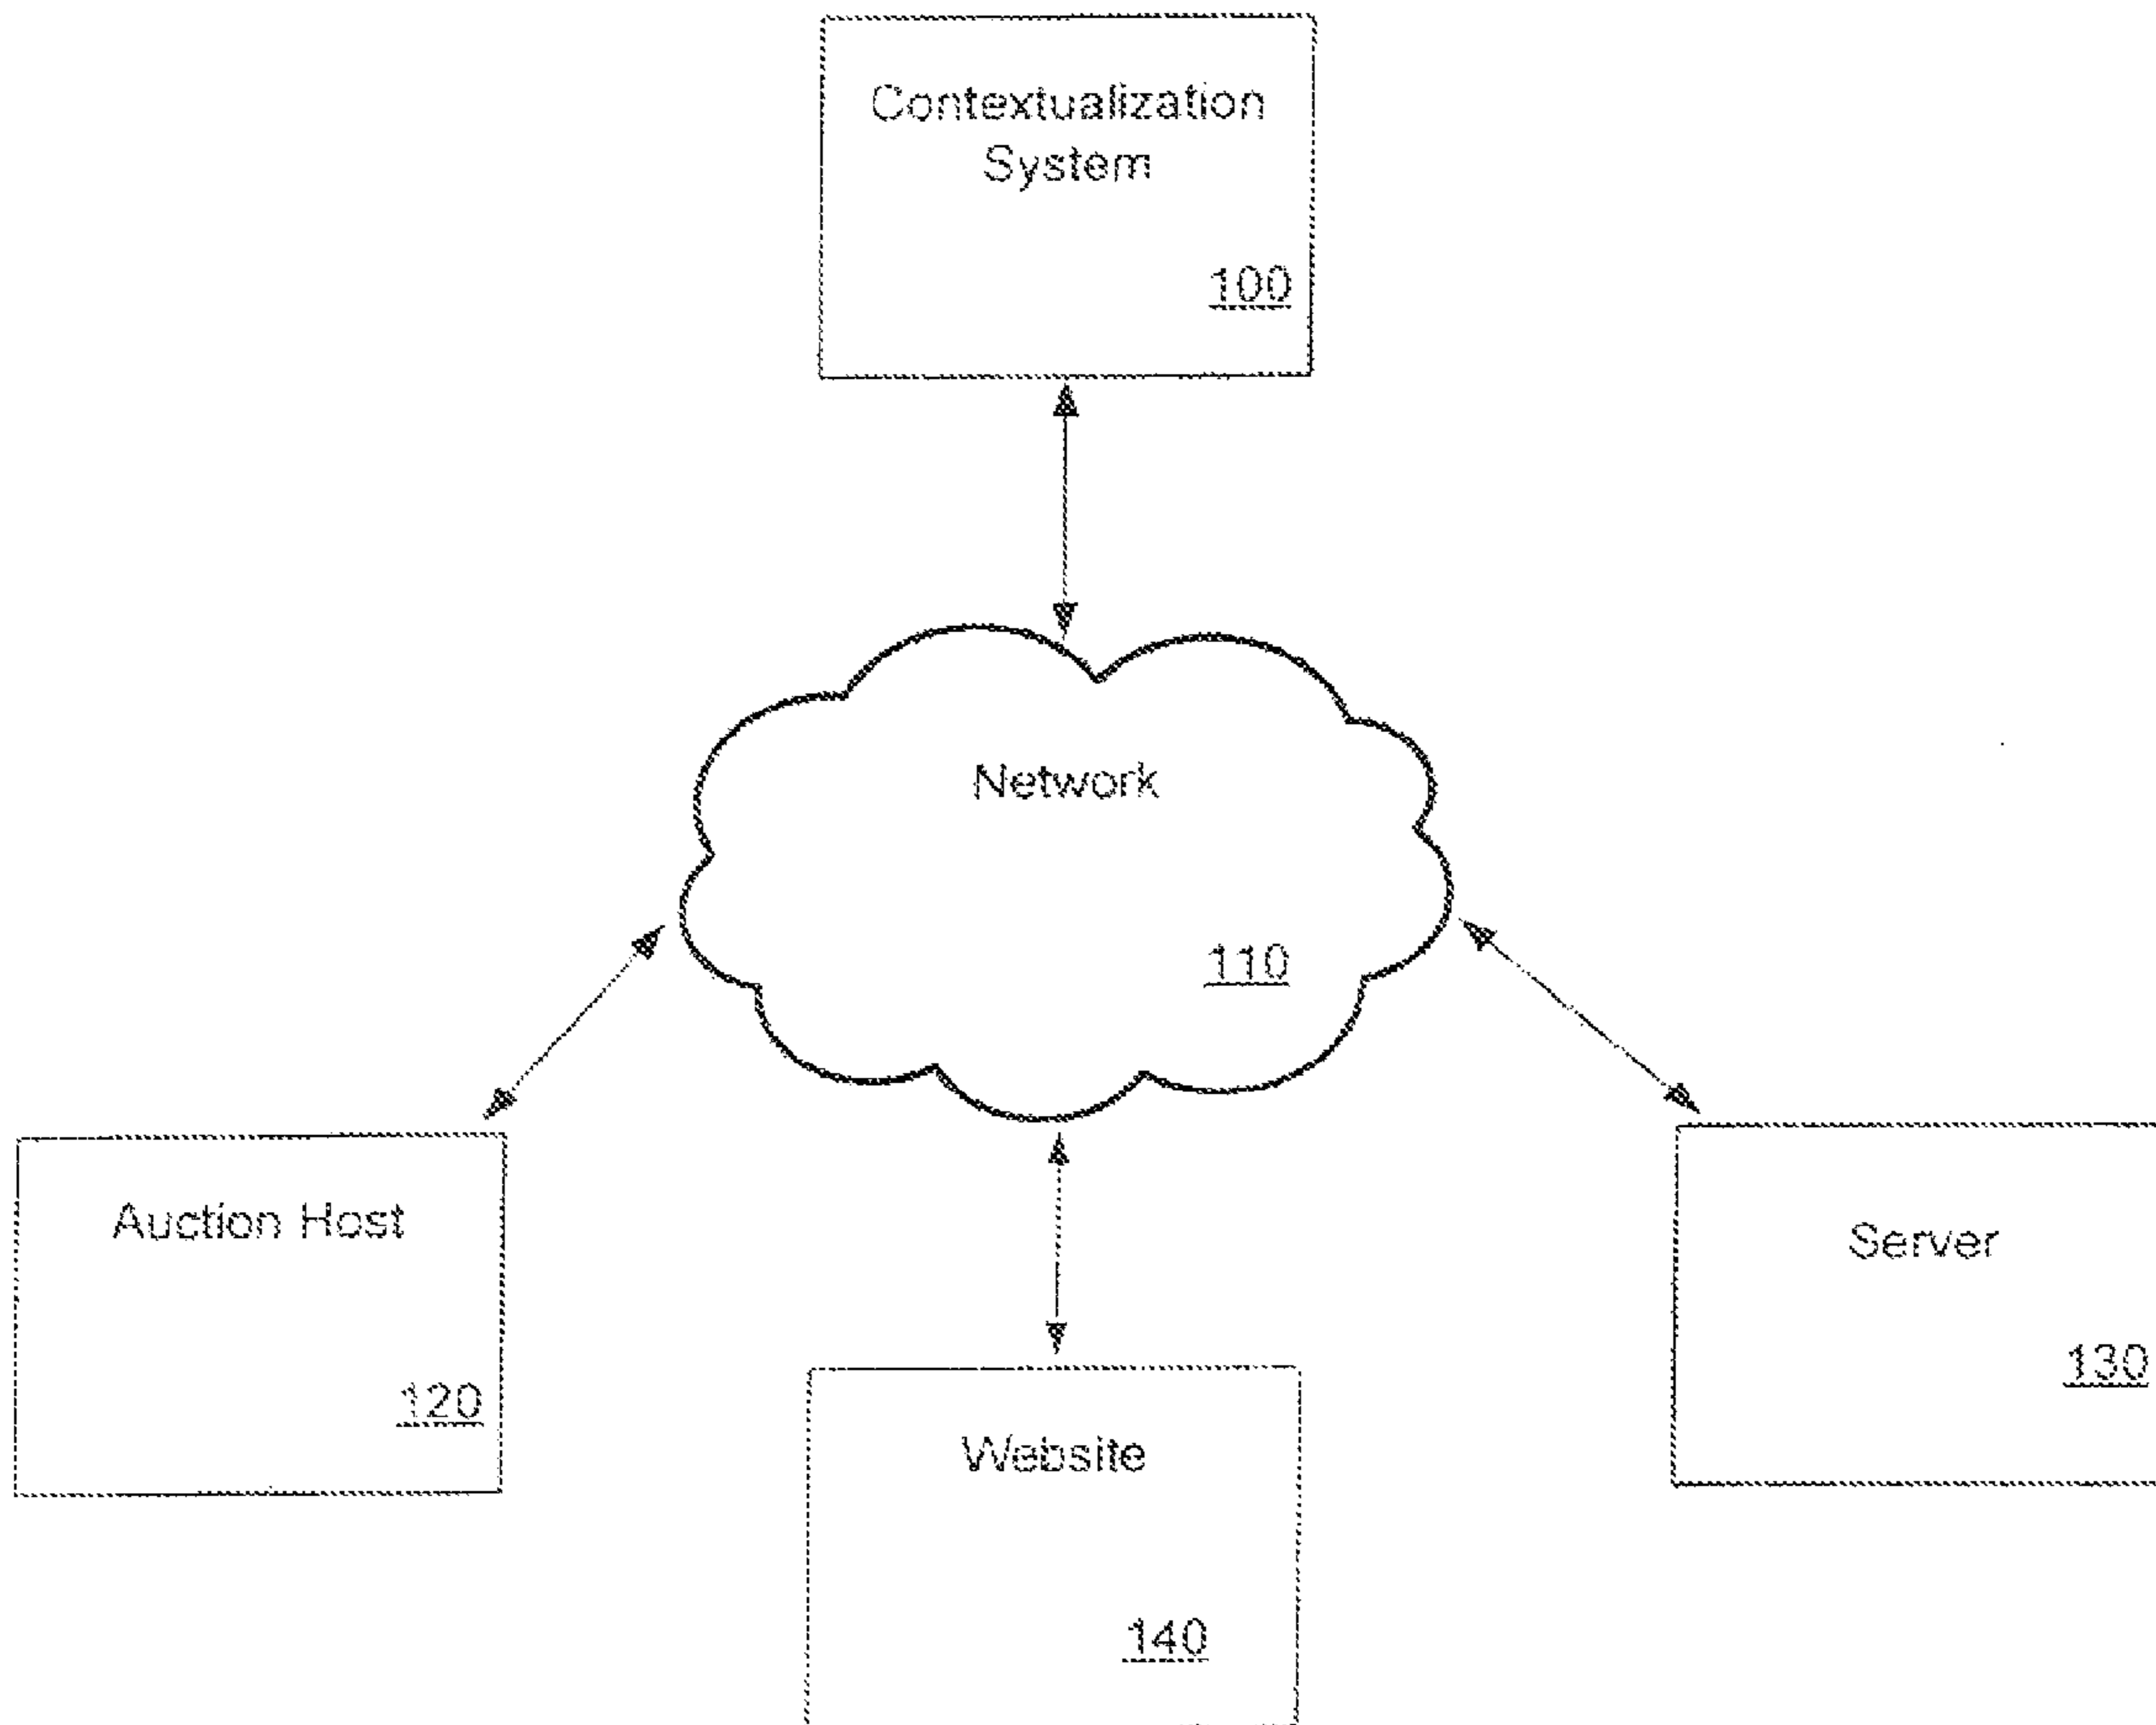 Contextualization
System
100
Network
110
Auction Host
120
Server
130
Website
140